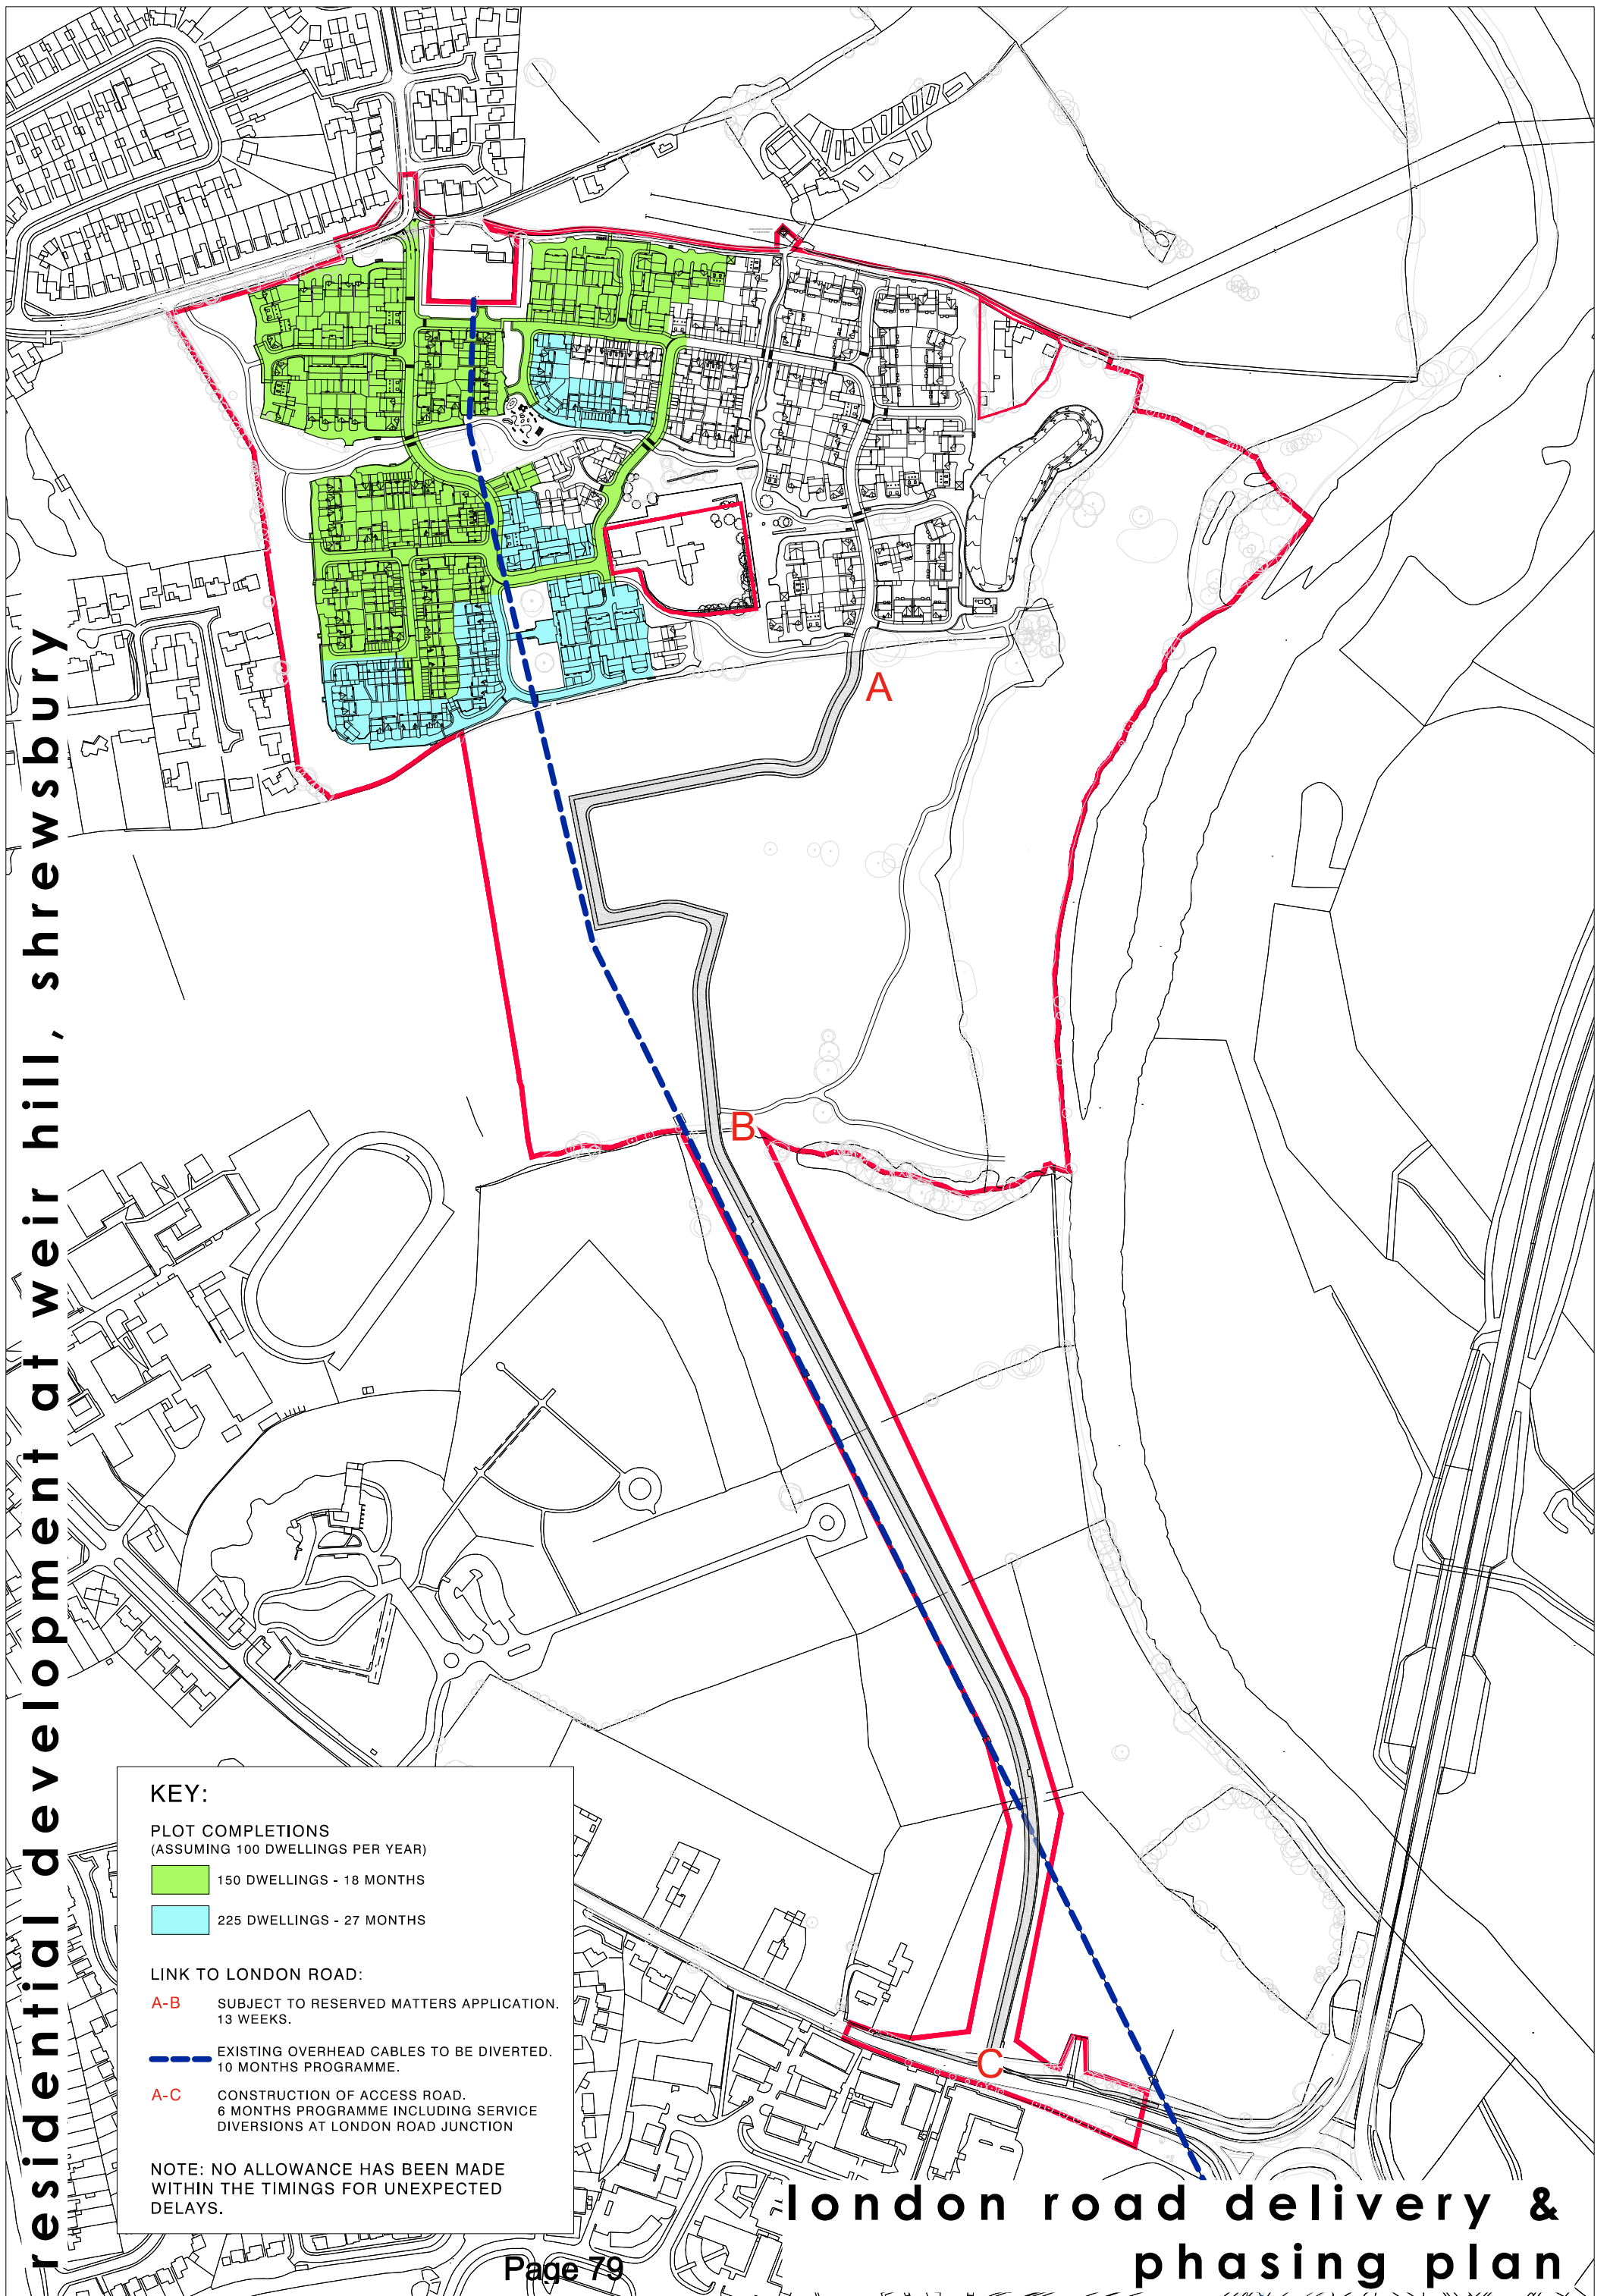 residential development at weir hill, shrewsbury
A
B
C
KEY:
PLOT COMPLETIONS
(ASSUMING 100 DWELLINGS PER YEAR)
150 DWELLINGS - 18 MONTHS
225 DWELLINGS - 27 MONTHS
LINK TO LONDON ROAD:
A-B SUBJECT TO RESERVED MATTERS APPLICATION.
13 WEEKS.
EXISTING OVERHEAD CABLES TO BE DIVERTED.
10 MONTHS PROGRAMME.
A-C CONSTRUCTION OF ACCESS ROAD.
6 MONTHS PROGRAMME INCLUDING SERVICE
DIVERSIONS AT LONDON ROAD JUNCTION
NOTE: NO ALLOWANCE HAS BEEN MADE
WITHIN THE TIMINGS FOR UNEXPECTED
DELAYS.
london road delivery &
phasing plan
Page 79